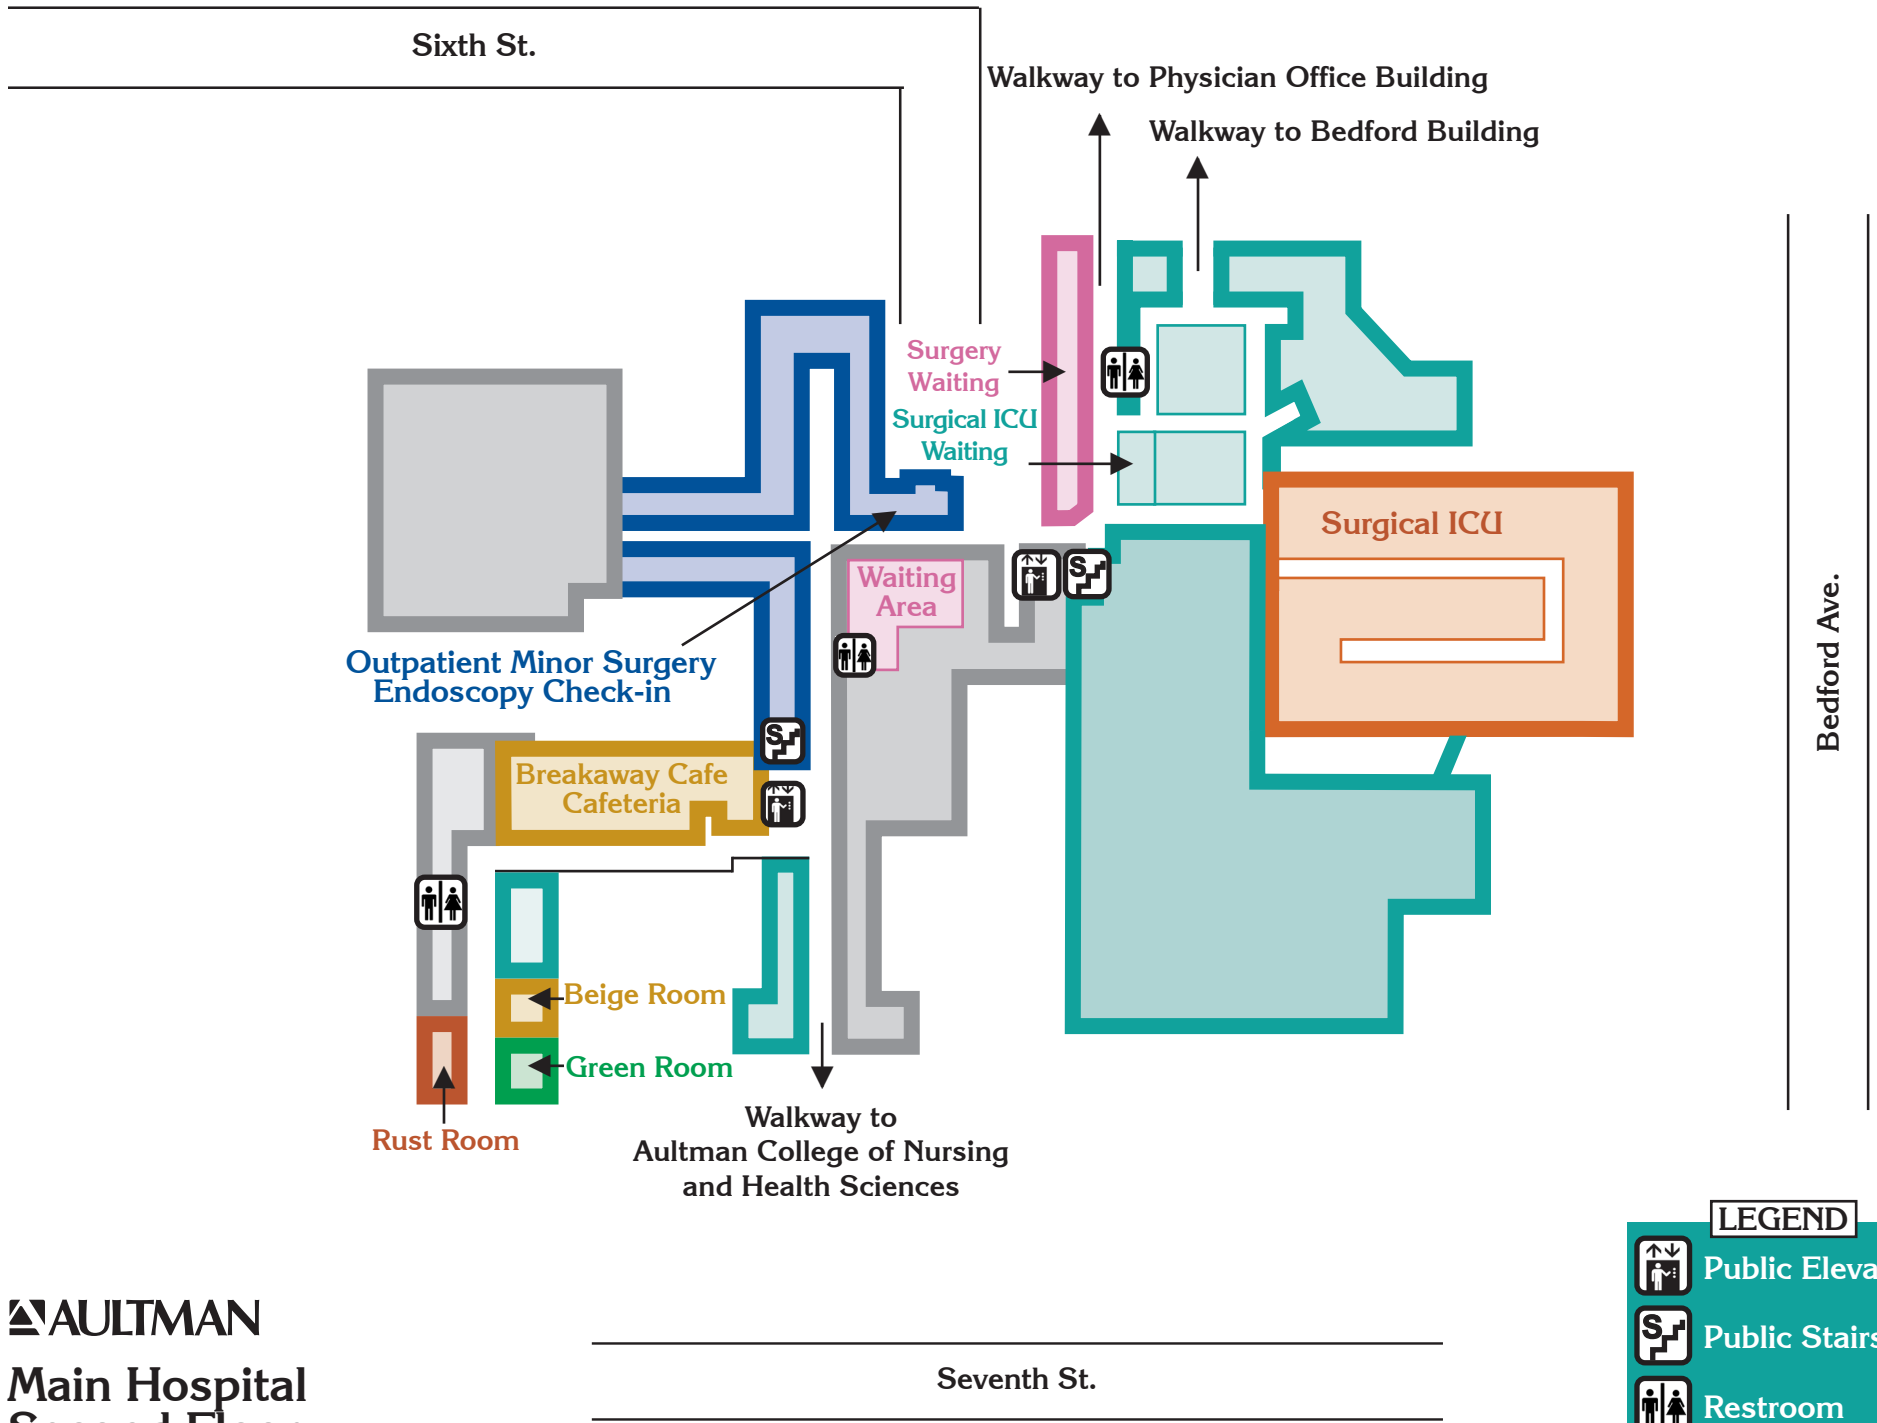 Sixth St.
Walkway to Physician Office Building
Walkway to Bedford Building
Surgery
Waiting
Surgical ICU
Waiting
Surgical ICU
Waiting
Area
Outpatient Minor Surgery
Endoscopy Check-in
Breakaway Cafe
Cafeteria
Bedford Ave.
Beige Room
Green Room
Rust Room
Walkway to
Aultman College of Nursing
and Health Sciences
LEGEND
Public Eleva
S Public Stairs
Restroom
S
S
AULTMAN
Main Hospital
Second Floor
Seventh St.